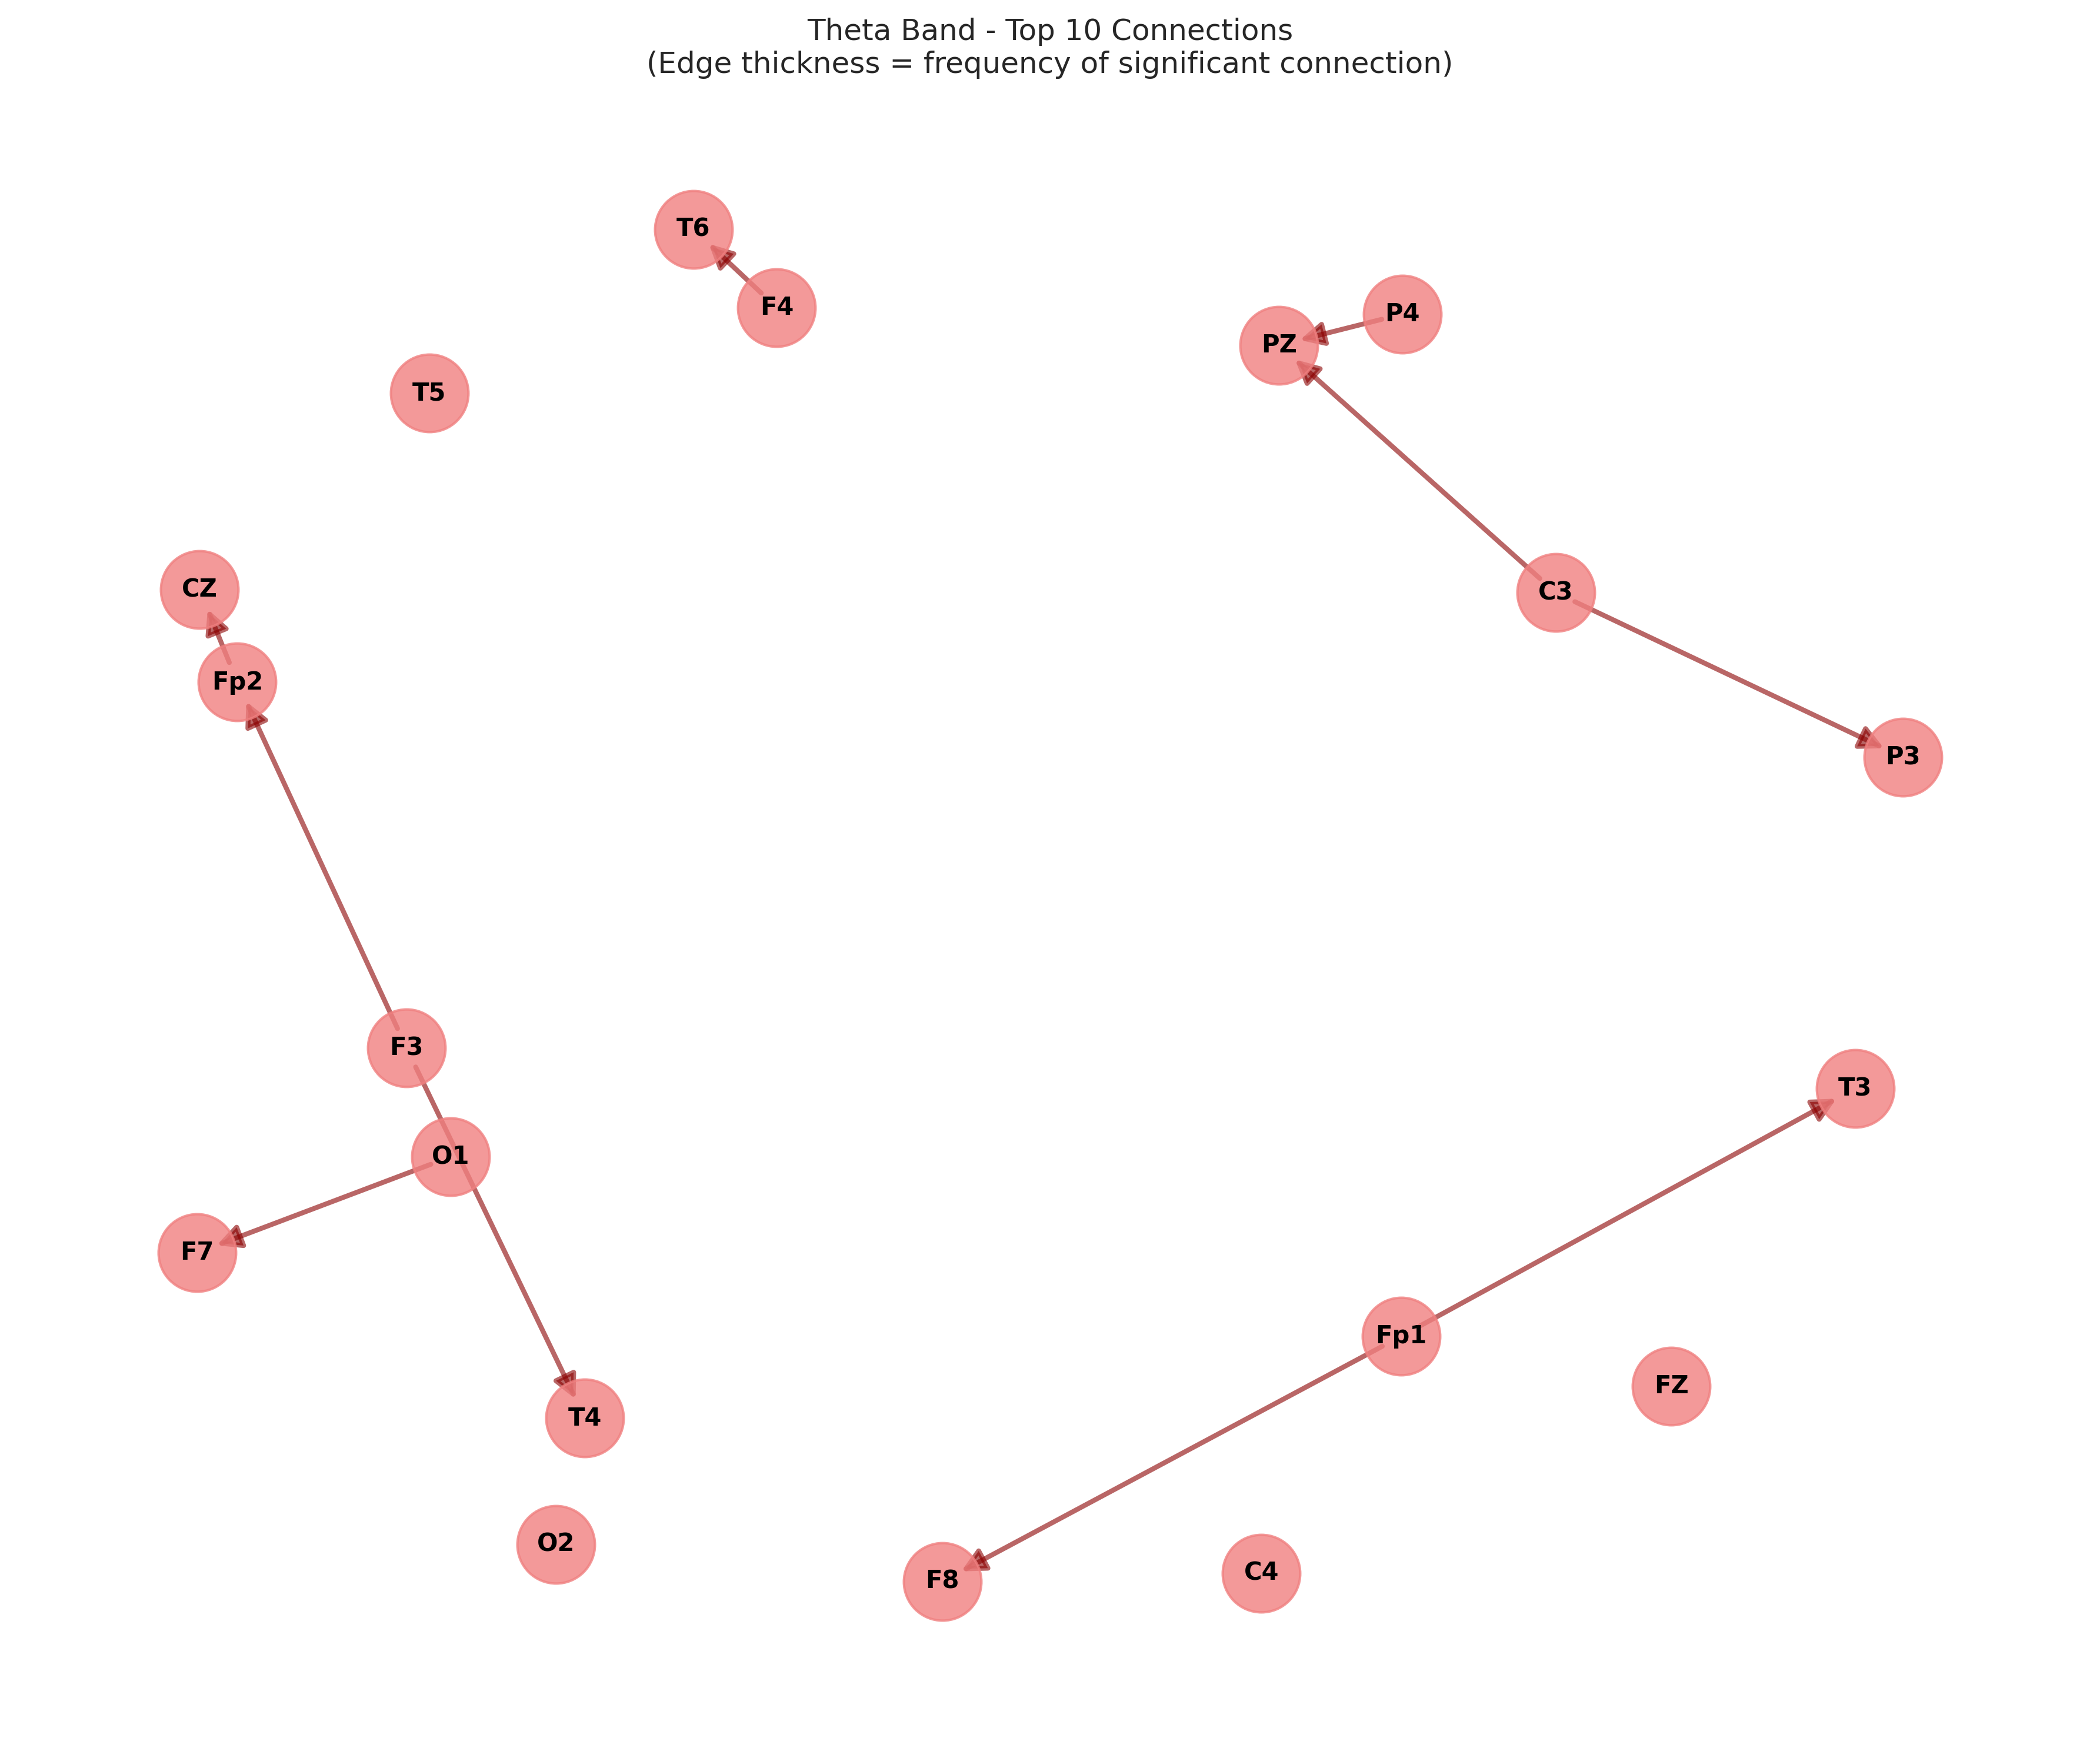 Theta Band - Top 10 Connections
(Edge thickness = frequency of significant connection)
T6
F4
P4
PZ
T5
CZ
C3
Fp2
P3
F3
T3
O1
F7
Fp1
FZ
T4
O2
C4
F8